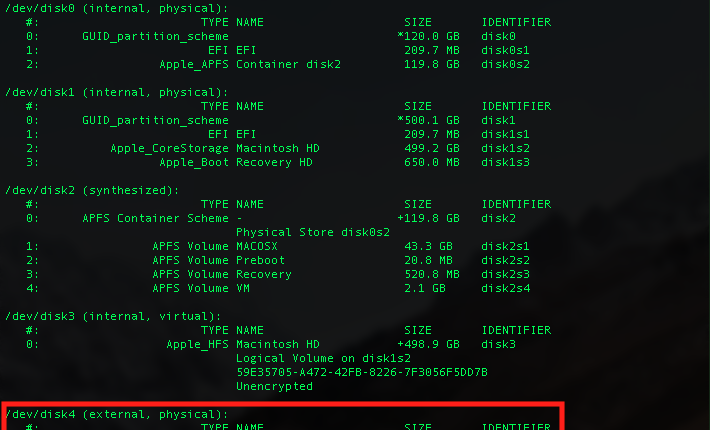 /dev/disk0 (internal, physical):
#: TYPE NAME SIZE IDENTIFIER
0: GUID_partition_scheme *120.0 GB disk0
1: EFI EFI 209.7 MB disk0s1
2: Apple_APFS Container disk2 119.8 GB disk0s2
/dev/disk1 (internal, physical):
#: TYPE NAME SIZE IDENTIFIER
0: GUID_partition_scheme *500.1 GB disk1
1: EFI EFI 209.7 MB disk1s1
2: Apple_CoreStorage Macintosh HD 499.2 GB disk1s2
3: Apple_Boot Recovery HD 650.0 MB disk1s3
/dev/disk2 (synthesized):
#: TYPE NAME SIZE IDENTIFIER
0: APFS Container Scheme - +119.8 GB disk2
Physical Store disk0s2
1: APFS Volume MACOSX 43.3 GB disk2s1
2: APFS Volume Preboot 20.8 MB disk2s2
3: APFS Volume Recovery 520.8 MB disk2s3
4: APFS Volume VM 2.1 GB disk2s4
/dev/disk3 (internal, virtual):
#: TYPE NAME SIZE IDENTIFIER
0: Apple_HFS Macintosh HD +498.9 GB disk3
Logical Volume on disk1s2
59E35705-A472-42FB-8226-7F3056F5DD7B
Unencrypted
/dev/disk4 (external, physical):
#: TYPE NAME SIZE IDENTIFIER